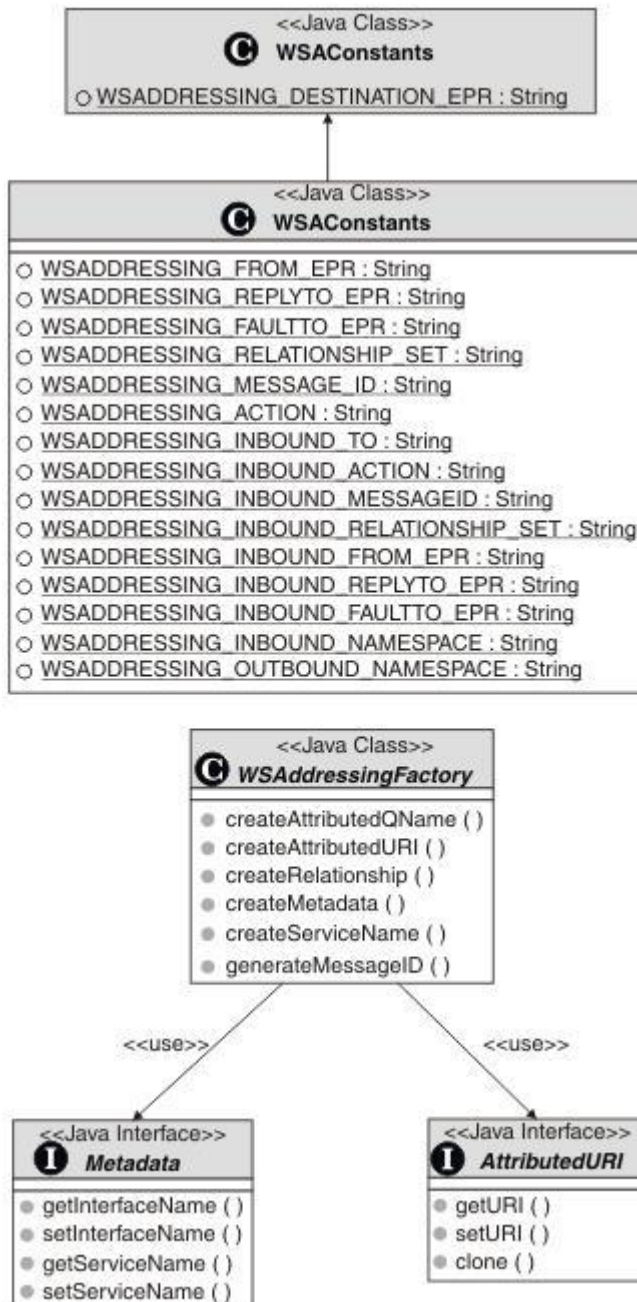 <<Java Class>>
C WSAConstants
WSADDRESSING_DESTINATION_EPR : String
<<Java Class>>
C WSAConstants
WSADDRESSING_FROM_EPR : String
WSADDRESSING_REPLYTO_EPR : String
WSADDRESSING_FAULTTO_EPR : String
WSADDRESSING_RELATIONSHIP_SET : String
WSADDRESSING_MESSAGE_ID : String
WSADDRESSING_ACTION : String
WSADDRESSING_INBOUND_TO : String
WSADDRESSING_INBOUND_ACTION : String
WSADDRESSING_INBOUND_MESSAGEID : String
WSADDRESSING_INBOUND_RELATIONSHIP_SET : String
WSADDRESSING_INBOUND_FROM_EPR : String
WSADDRESSING_INBOUND_REPLYTO_EPR : String
WSADDRESSING_INBOUND_FAULTTO_EPR : String
WSADDRESSING_INBOUND_NAMESPACE : String
WSADDRESSING_OUTBOUND_NAMESPACE : String
<<Java Class>>
C WSAddressingFactory
createAttributedQName ( )
createAttributedURI ( )
createRelationship ( )
createMetadata ( )
createServiceName ( )
generateMessageID ( )
<<use>>
<<use>>
<<Java Interface>>
I Metadata
getInterfaceName ( )
setInterfaceName ( )
getServiceName ( )
setServiceName ( )
<<Java Interface>>
I AttributedURI
getURI ( )
setURI ( )
clone ( )